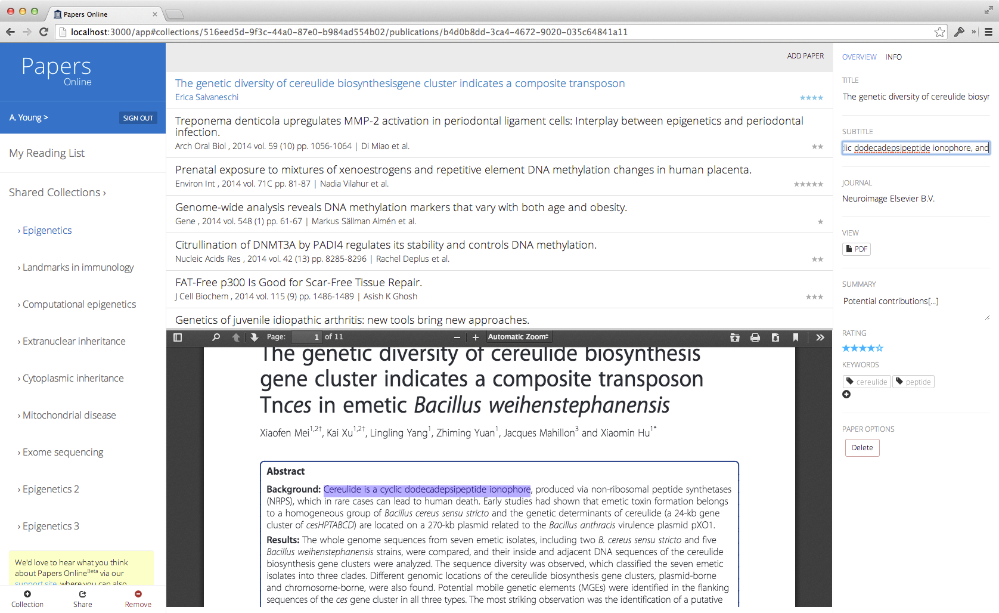 Papers Online
localhost:3000/app#collections/516eed5d-9f3c-44a0-87e0-b984ad554b02/publications/b4d0b8dd-3ca4-4672-9020-035c64841a11
Papers
Online
A. Young >
SIGN OUT
My Reading List
Shared Collections ›
› Epigenetics
› Landmarks in immunology
› Computational epigenetics
› Extranuclear inheritance
› Cytoplasmic inheritance
› Mitochondrial disease
› Exome sequencing
› Epigenetics 2
› Epigenetics 3
We'd love to hear what you think
about Papers OnlineBeta via our
support site, where you can also
Collection
Share
Remove
ADD PAPER
The genetic diversity of cereulide biosynthesisgene cluster indicates a composite transposon
Erica Salvaneschi
★★★★
Treponema denticola upregulates MMP-2 activation in periodontal ligament cells: Interplay between epigenetics and periodontal
infection.
Arch Oral Biol , 2014 vol. 59 (10) pp. 1056-1064 | Di Miao et al.
★★
Prenatal exposure to mixtures of xenoestrogens and repetitive element DNA methylation changes in human placenta.
Environ Int , 2014 vol. 71C pp. 81-87 | Nadia Vilahur et al.
★★★★★
Genome-wide analysis reveals DNA methylation markers that vary with both age and obesity.
Gene , 2014 vol. 548 (1) pp. 61-67 | Markus Sällman Almén et al.
★
Citrullination of DNMT3A by PADI4 regulates its stability and controls DNA methylation.
Nucleic Acids Res , 2014 vol. 42 (13) pp. 8285-8296 | Rachel Deplus et al.
★★
FAT-Free p300 Is Good for Scar-Free Tissue Repair.
J Cell Biochem , 2014 vol. 115 (9) pp. 1486-1489 | Asish K Ghosh
★★★
Genetics of juvenile idiopathic arthritis: new tools bring new approaches.
Page: 1 of 11
Automatic Zoom
The genetic diversity of cereulide biosynthesis
gene cluster indicates a composite transposon
Tnces in emetic Bacillus weihenstephanensis
Xiaofen Mei1,2†, Kai Xu1,2†, Lingling Yang1, Zhiming Yuan1, Jacques Mahillon3 and Xiaomin Hu1*
Abstract
Background: Cereulide is a cyclic dodecadepsipeptide ionophore, produced via non-ribosomal peptide synthetases
(NRPS), which in rare cases can lead to human death. Early studies had shown that emetic toxin formation belongs
to a homogeneous group of Bacillus cereus sensu stricto and the genetic determinants of cereulide (a 24-kb gene
cluster of cesHPTABCD) are located on a 270-kb plasmid related to the Bacillus anthracis virulence plasmid pXO1.
Results: The whole genome sequences from seven emetic isolates, including two B. cereus sensu stricto and five
Bacillus weihenstephanensis strains, were compared, and their inside and adjacent DNA sequences of the cereulide
biosynthesis gene clusters were analyzed. The sequence diversity was observed, which classified the seven emetic
isolates into three clades. Different genomic locations of the cereulide biosynthesis gene clusters, plasmid-borne
and chromosome-borne, were also found. Potential mobile genetic elements (MGEs) were identified in the flanking
sequences of the ces gene cluster in all three types. The most striking observation was the identification of a putative
OVERVIEW INFO
TITLE
The genetic diversity of cereulide biosyr
SUBTITLE
lic dodecadepsipeptide ionophore, and
JOURNAL
Neuroimage Elsevier B.V.
VIEW
PDF
SUMMARY
Potential contributions[...]
RATING
★★★★☆
KEYWORDS
cereulide peptide
PAPER OPTIONS
Delete